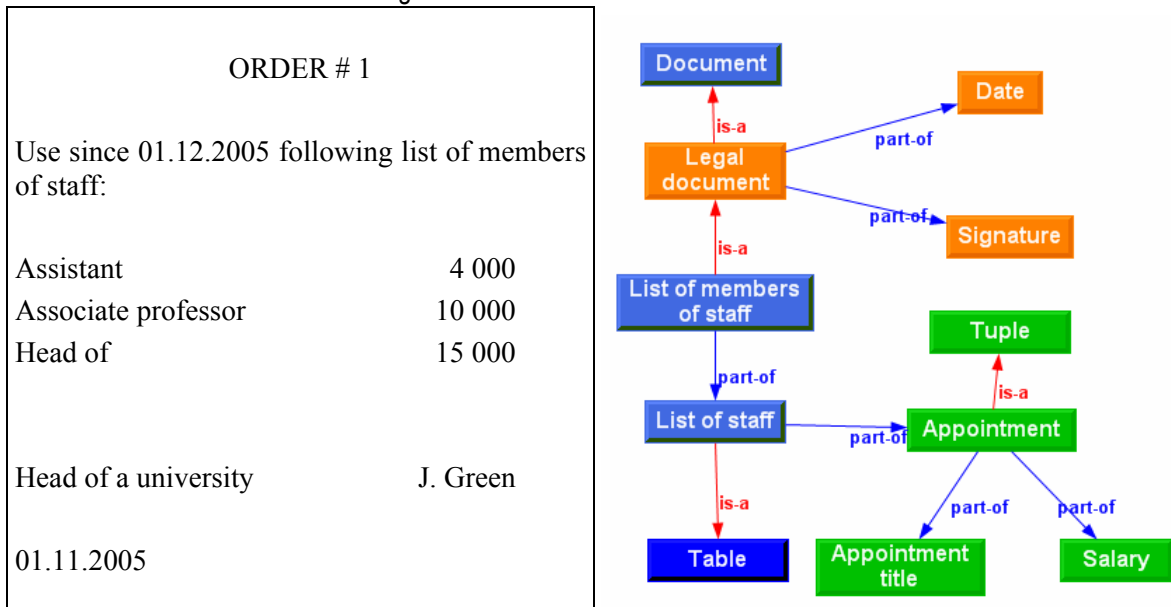 ORDER # 1
Use since 01.12.2005 following list of members
of staff:
Assistant 4 000
Associate professor 10 000
Head of 15 000
Head of a university J. Green
01.11.2005
Document
Date
is-a
part-of
Legal
document
part-of
Signature
is-a
List of members
of staff
Tuple
part-of
is-a
List of staff
part-of
Appointment
is-a
part-of
part-of
Table
Appointment
title
Salary